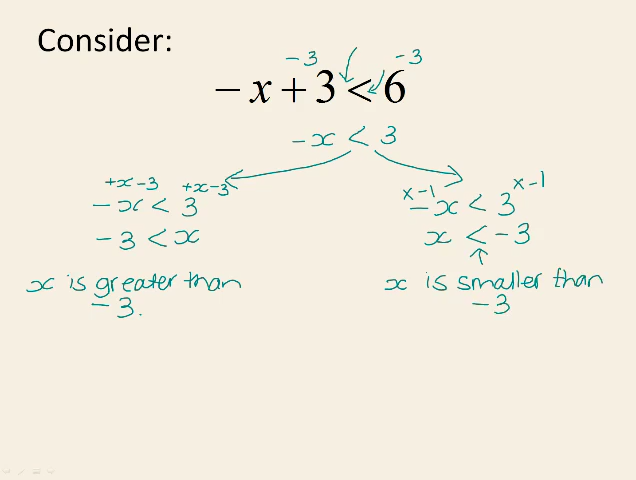 Consider:
-3 -3
− x + 3 < 6
-x < 3
+x -3 +x -3
-x < 3
-3 < x
x is greater than
-3.
x -1 x -1
-x < 3
x < -3
x is smaller than
-3